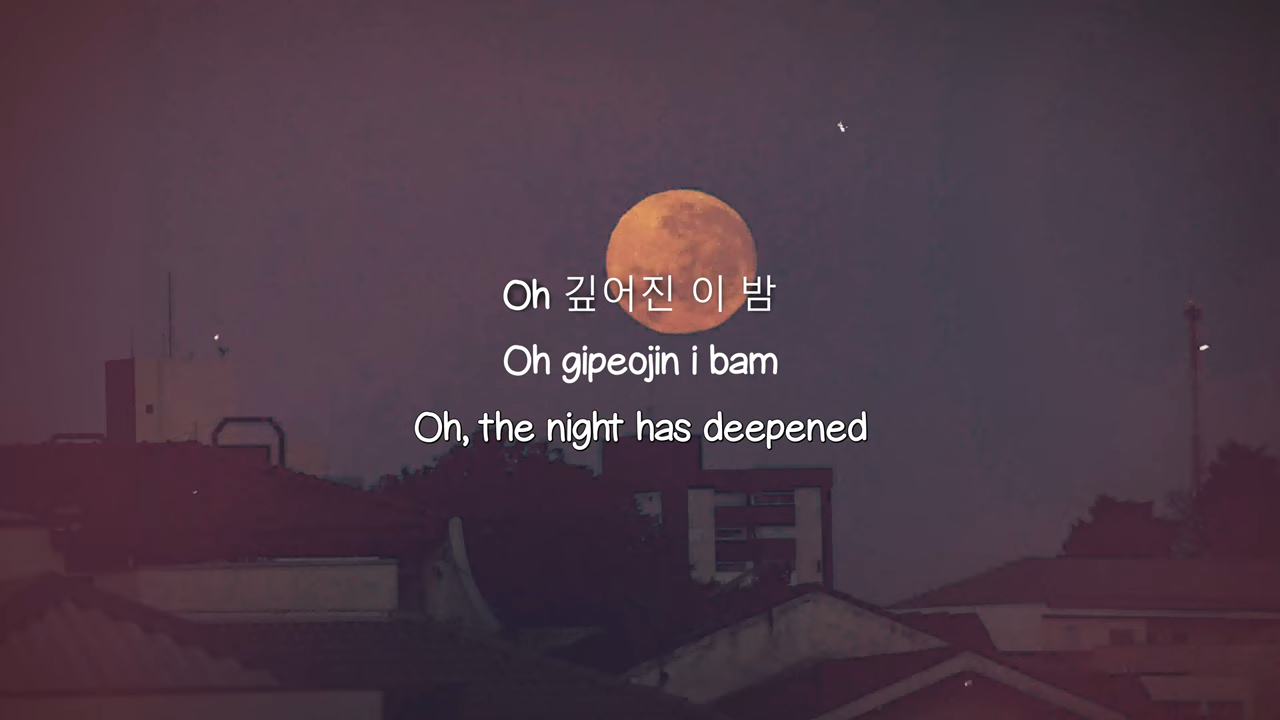 Oh 깊어진 이 밤
Oh gipeojin i bam
Oh, the night has deepened